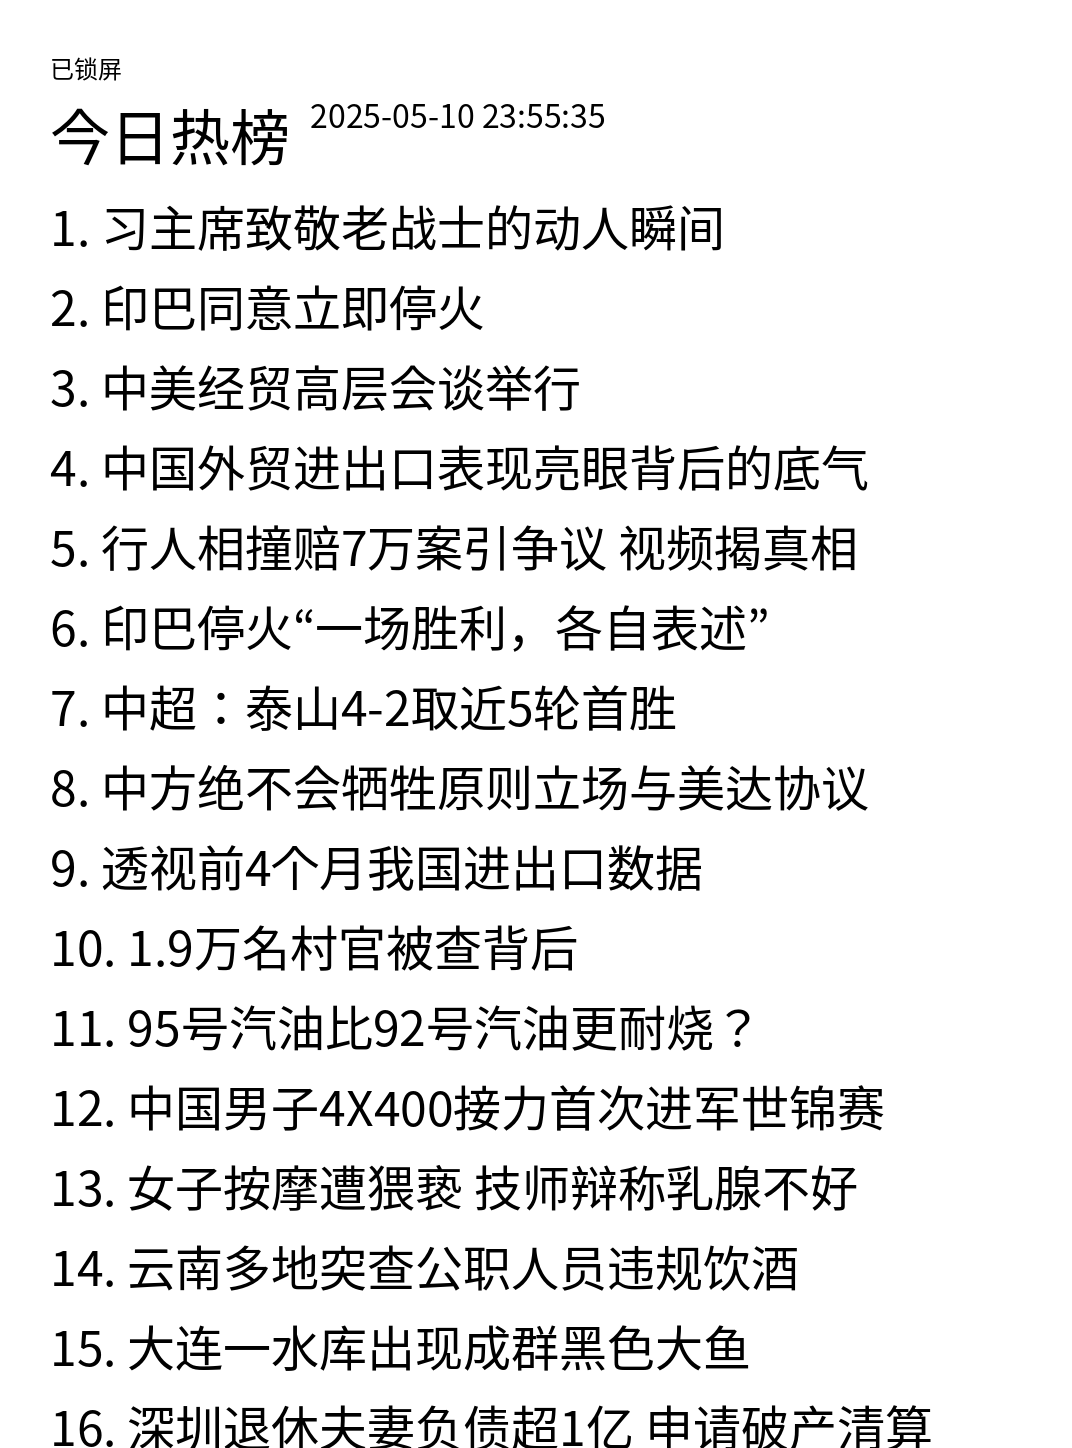 已锁屏
今日热榜 2025-05-10 23:55:35
1. 习主席致敬老战士的动人瞬间
2. 印巴同意立即停火
3. 中美经贸高层会谈举行
4. 中国外贸进出口表现亮眼背后的底气
5. 行人相撞赔7万案引争议 视频揭真相
6. 印巴停火“一场胜利，各自表述”
7. 中超：泰山4-2取近5轮首胜
8. 中方绝不会牺牲原则立场与美达协议
9. 透视前4个月我国进出口数据
10. 1.9万名村官被查背后
11. 95号汽油比92号汽油更耐烧？
12. 中国男子4X400接力首次进军世锦赛
13. 女子按摩遭猥亵 技师辩称乳腺不好
14. 云南多地突查公职人员违规饮酒
15. 大连一水库出现成群黑色大鱼
16. 深圳退休夫妻负债超1亿 申请破产清算